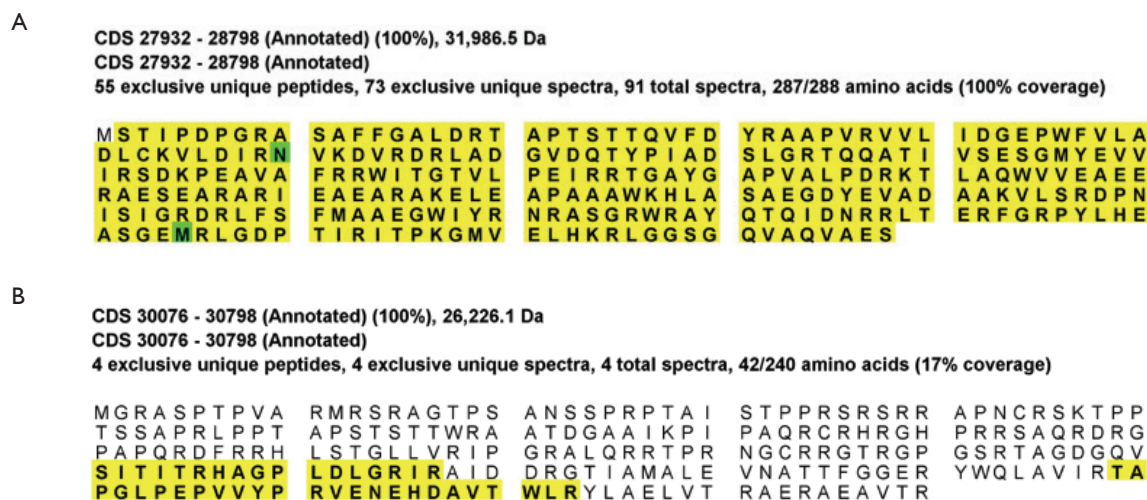 A
CDS 27932 - 28798 (Annotated) (100%), 31,986.5 Da
CDS 27932 - 28798 (Annotated)
55 exclusive unique peptides, 73 exclusive unique spectra, 91 total spectra, 287/288 amino acids (100% coverage)
MSTIPDPGRA SAFFGALDRT APTSTTQVFD YRAAPVRVVL IDGEPWFVLA
DLCKVLDIRN VKDVRDRLAD GVDQTYPIAD SLGRTQQATI VSESGMYEVV
IRSDKPEAVA FRRWITGTVL PEIRRTGAYG APVALPDRKT LAQWVVEAEE
RAESEARARI EAEARAKELE APAAAWKHLA SAEGDYEVAD AAKVLSRDPN
ISIGRDRLFS FMAAEGWIYR NRASGRWRAY QTQIDNRRLT ERFGRPYLHE
ASGEMRLGDP TIRITPKGMV ELHKRLGGSG QVAQVAES
B
CDS 30076 - 30798 (Annotated) (100%), 26,226.1 Da
CDS 30076 - 30798 (Annotated)
4 exclusive unique peptides, 4 exclusive unique spectra, 4 total spectra, 42/240 amino acids (17% coverage)
MGRASPTPVA RMRSRAGTPS ANSSPRPTAI STPPRSRSRR APNCRSKTPP
TSSAPRLPPT APSTSTTWRA ATDGAAIKPI PAQRCRHRGH PRRSAQRDRG
PAPQRDFRRH LSTGLLVRIP GRALQRRTPR NGCRRGTRGP GSRTAGDGQV
SITITRHAGP LDLGRIRAID DRGTIAMALE VNATTFGGER YWQLAVIRTA
PGLPEPVVYP RVENEHDAVT WLRYLAELVT RAERAEAVTR